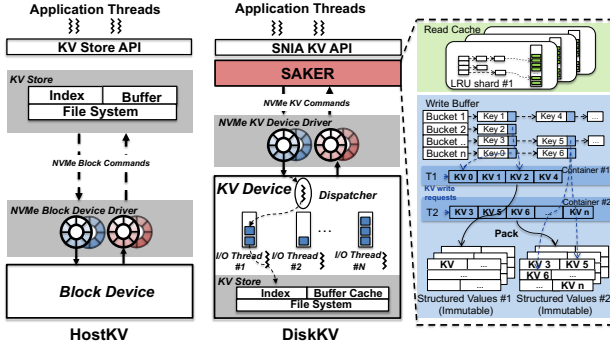 Application Threads
KV Store API
KV Store
Index
Buffer
File System
NVMe Block Commands
NVMe Block Device Driver
Block Device
HostKV
Application Threads
SNIA KV API
SAKER
NVMe KV Commands
NVMe KV Device Driver
KV Device
Dispatcher
...
I/O Thread #1
I/O Thread #2
I/O Thread #N
KV Store
Index
Buffer Cache
File System
DiskKV
Read Cache
LRU shard #1
Write Buffer
Bucket 1
Key 1
Key 4
...
Bucket 2
Key 2
Bucket ..
Key 3
Key 5
...
Bucket n
Key 6
Container #1
T1
KV 0
KV 1
KV 2
KV 4
KV write requests
Container #2
T2
KV 3
KV 5
KV 6
...
KV n
Pack
KV
...
...
KV 3
KV 5
KV 6
...
...
KV n
Structured Values #1
(Immutable)
Structured Values #2
(Immutable)